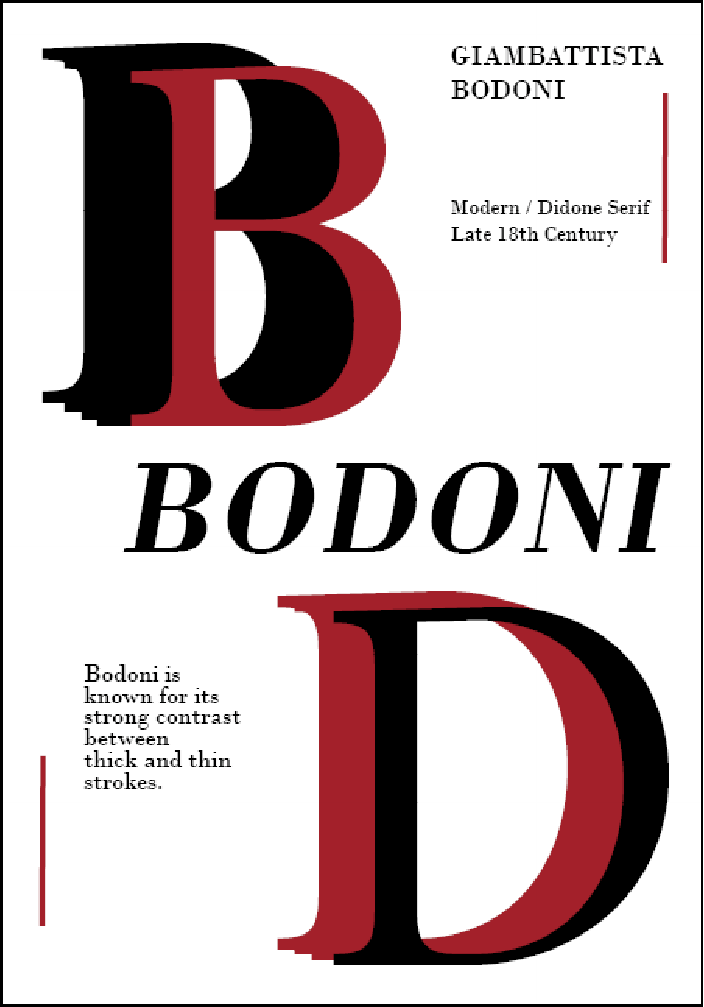 B
GIAMBATTISTA
BODONI
Modern / Didone Serif
Late 18th Century
BODONI
Bodoni is
known for its
strong contrast
between
thick and thin
strokes.
D